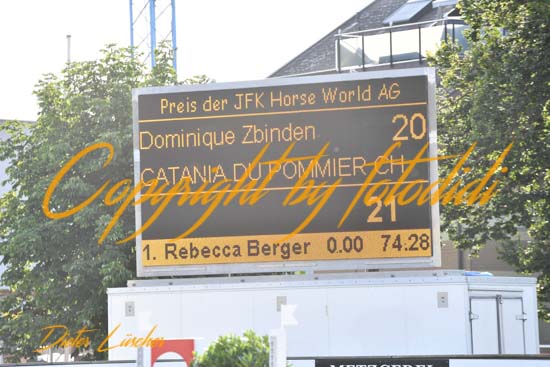 Preis der JFK Horse World AG
Dominique Zbinden 20
CATANIA DU POMMIER CH
21
1. Rebecca Berger 0.00 74.28
Copyright by fotodidi
Dieter Lüscher